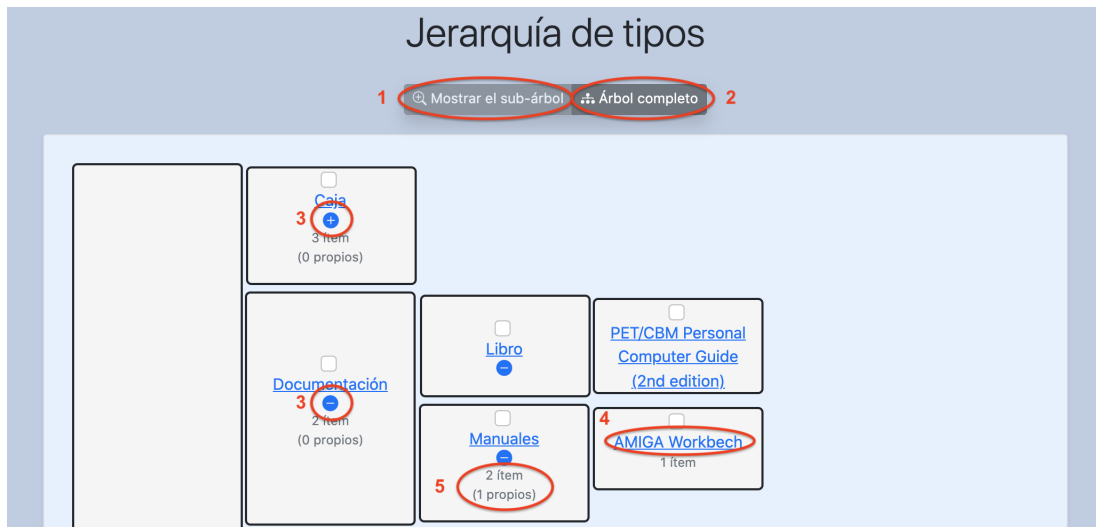 Jerarquía de tipos
1 Mostrar el sub-árbol Árbol completo 2
Caja
3
3 ítem
(0 propios)
Documentación
3
2 ítem
(0 propios)
Libro
PET/CBM Personal
Computer Guide
(2nd edition)
Manuales
2 ítem
5 (1 propios)
4
AMIGA Workbech
1 ítem